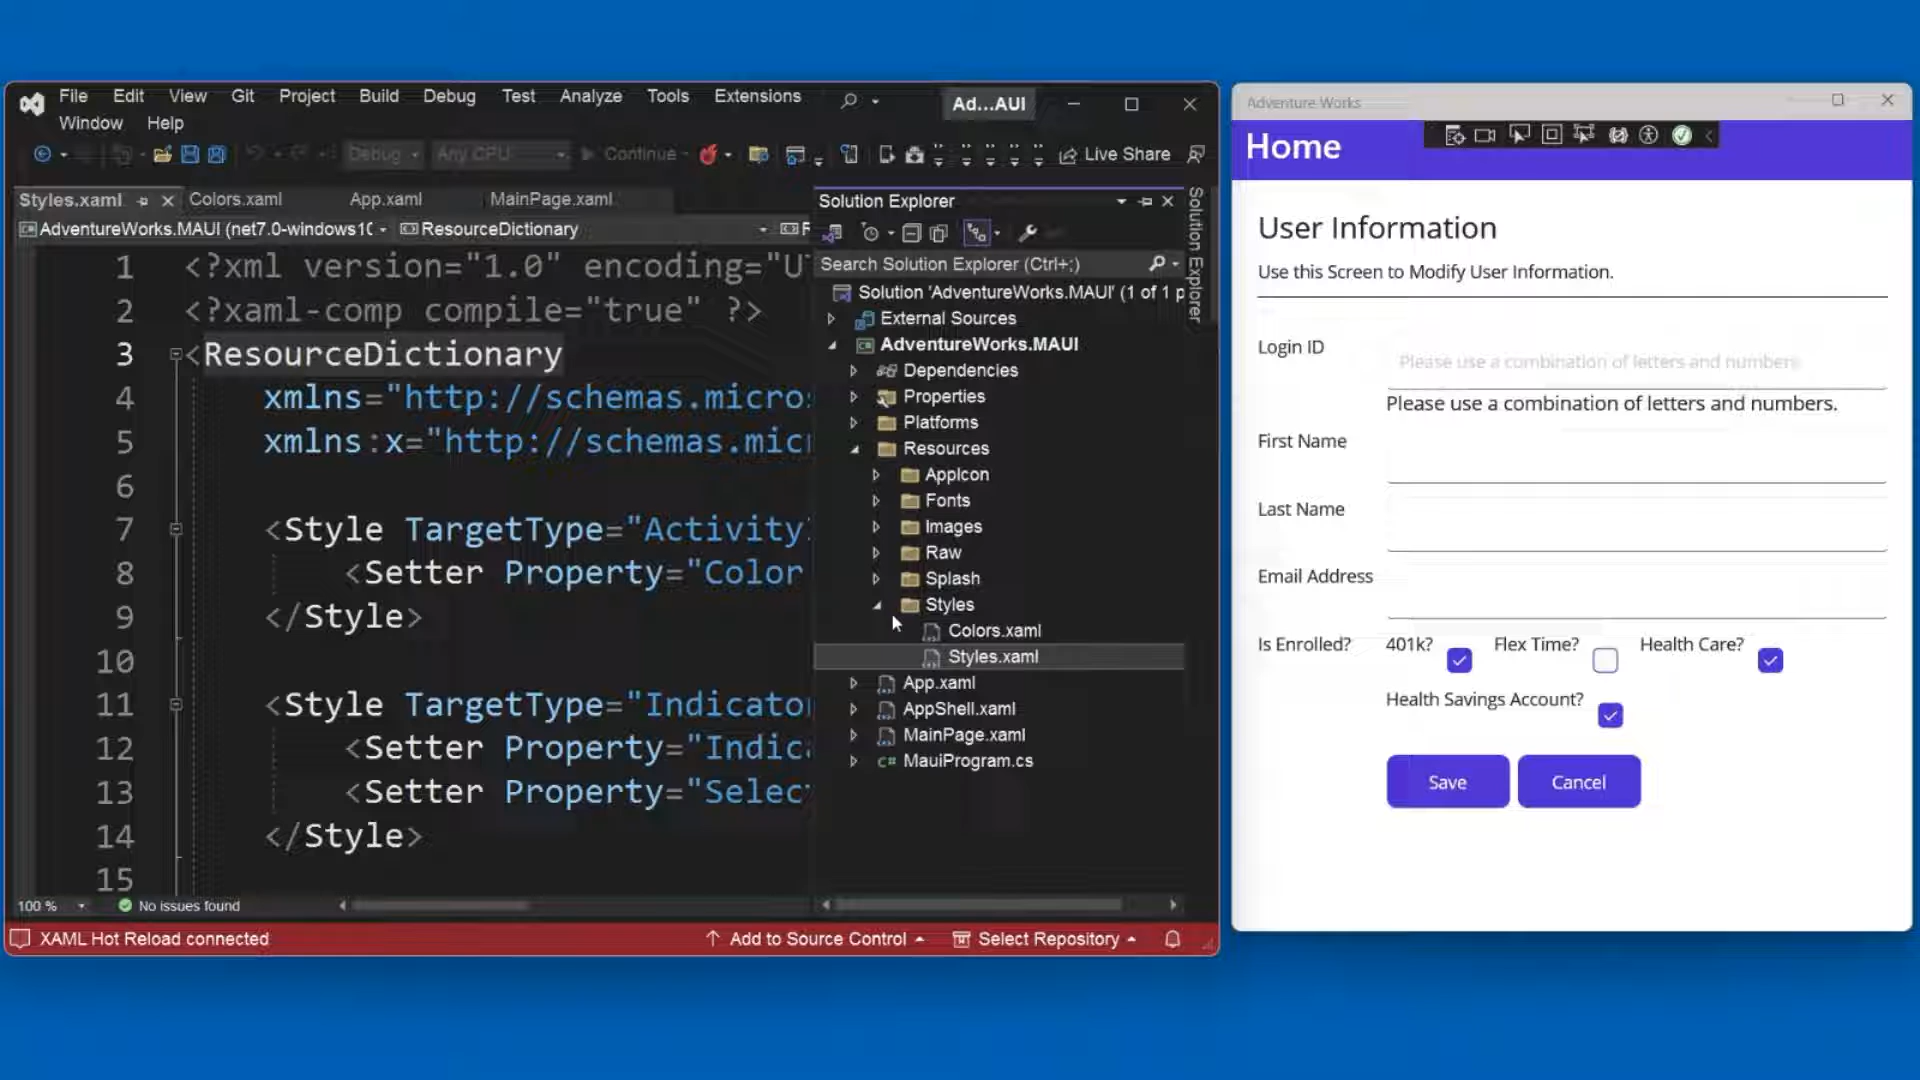 File Edit View Git Project Build Debug Test Analyze Tools Extensions
Window Help
Ad...AUI
Debug Any CPU Continue Live Share
Styles.xaml Colors.xaml App.xaml MainPage.xaml
AdventureWorks.MAUI (net7.0-windows10 ResourceDictionary
1 <?xml version="1.0" encoding="U
2 <?xaml-comp compile="true" ?>
3 <ResourceDictionary
4 xmlns="http://schemas.micros
5 xmlns:x="http://schemas.mic
6
7 <Style TargetType="Activity
8 <Setter Property="Color
9 </Style>
10
11 <Style TargetType="Indicato
12 <Setter Property="Indic
13 <Setter Property="Selec
14 </Style>
15
100 % No issues found
Solution Explorer
Search Solution Explorer (Ctrl+;)
Solution 'AdventureWorks.MAUI' (1 of 1 p
External Sources
AdventureWorks.MAUI
Dependencies
Properties
Platforms
Resources
AppIcon
Fonts
Images
Raw
Splash
Styles
Colors.xaml
Styles.xaml
App.xaml
AppShell.xaml
MainPage.xaml
C# MauiProgram.cs
Solution Explorer
XAML Hot Reload connected Add to Source Control Select Repository
Adventure Works
Home
User Information
Use this Screen to Modify User Information.
Login ID
Please use a combination of letters and numbers
Please use a combination of letters and numbers.
First Name
Last Name
Email Address
Is Enrolled? 401k? Flex Time? Health Care?
Health Savings Account?
Save Cancel